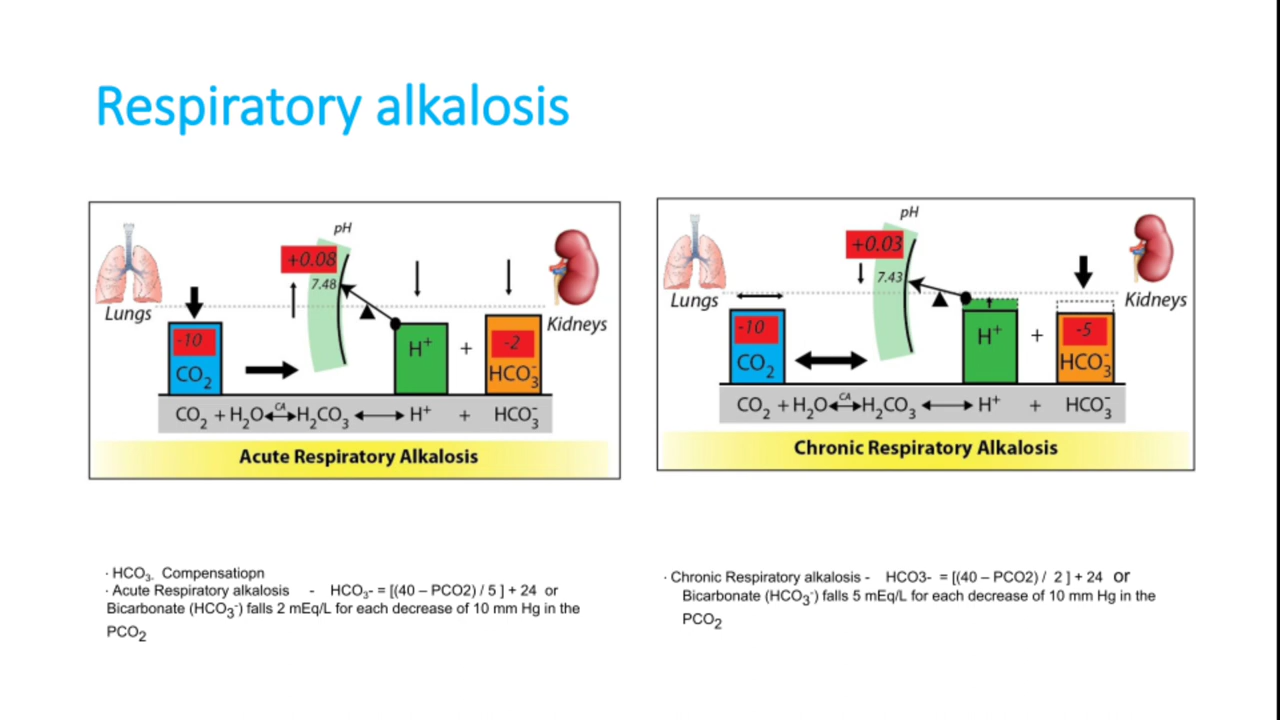 Respiratory alkalosis
pH
+0.08
7.48
Lungs
Kidneys
-10
CO₂
H⁺
+
-2
HCO₃⁻
CO₂ + H₂O CA H₂CO₃ H⁺ + HCO₃⁻
Acute Respiratory Alkalosis
pH
+0.03
7.43
Lungs
Kidneys
-10
CO₂
H⁺
+
-5
HCO₃⁻
CO₂ + H₂O CA H₂CO₃ H⁺ + HCO₃⁻
Chronic Respiratory Alkalosis
· HCO₃- Compensatiopn
· Acute Respiratory alkalosis - HCO₃- = [(40 – PCO2) / 5 ] + 24 or
Bicarbonate (HCO₃⁻) falls 2 mEq/L for each decrease of 10 mm Hg in the
PCO₂
· Chronic Respiratory alkalosis - HCO3- = [(40 – PCO2) / 2 ] + 24 or
Bicarbonate (HCO₃⁻) falls 5 mEq/L for each decrease of 10 mm Hg in the
PCO₂